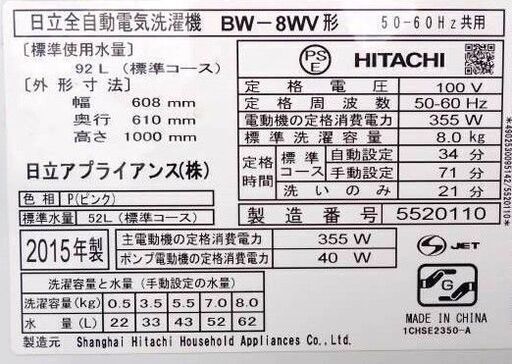 日立全自動電気洗濯機 BW-8WV形 50-60Hz共用
[標準使用水量]
92L(標準コース)
[外形寸法]
幅 608 mm
奥行 610 mm
高さ 1000 mm
日立アプライアンス(株)
色相 P(ピンク)
標準水量 52L(標準コース)
PSE HITACHI
定格電圧 100 V
定格周波数 50-60 Hz
電動機の定格消費電力 355 W
標準洗濯容量 8.0 kg
定格時間 自動設定 34 分
手動設定 71 分
洗いのみ 21 分
製造番号 5520110
*4902530095142/5520110*
2015年製
主電動機の定格消費電力 355 W
ポンプ電動機の定格消費電力 40 W
S JET
洗濯容量と水量(手動設定の水量)
洗濯容量(kg) 0.5 3.5 5.5 7.0 8.0
水量(L) 22 33 43 52 62
G
MADE IN CHINA
1CHSE2350-A
製造元 Shanghai Hitachi Household Appliances Co., Ltd.